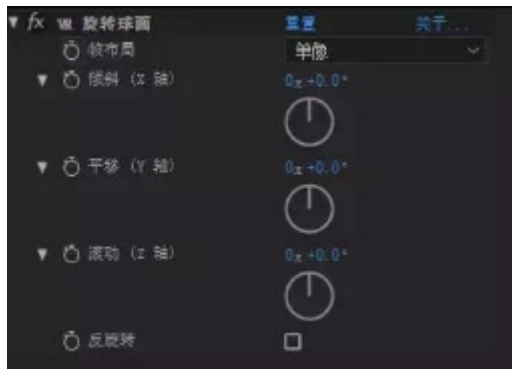 fx VR 旋转球面 重置 关于...
帧布局 单像
倾斜 (X 轴) 0x+0.0°
平移 (Y 轴) 0x+0.0°
滚动 (Z 轴) 0x+0.0°
反旋转